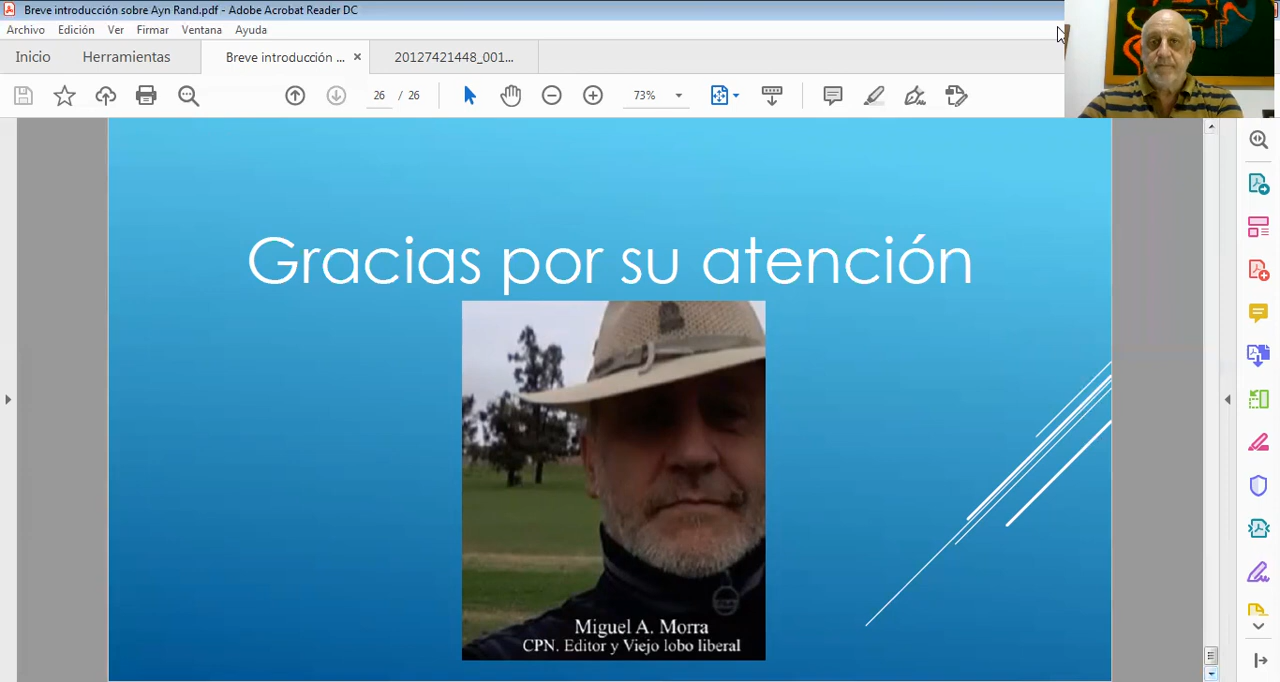 Breve introducción sobre Ayn Rand.pdf - Adobe Acrobat Reader DC
Archivo Edición Ver Firmar Ventana Ayuda
Inicio Herramientas Breve introducción ... × 20127421448_001...
26 / 26 73%
Gracias por su atención
Miguel A. Morra
CPN. Editor y Viejo lobo liberal